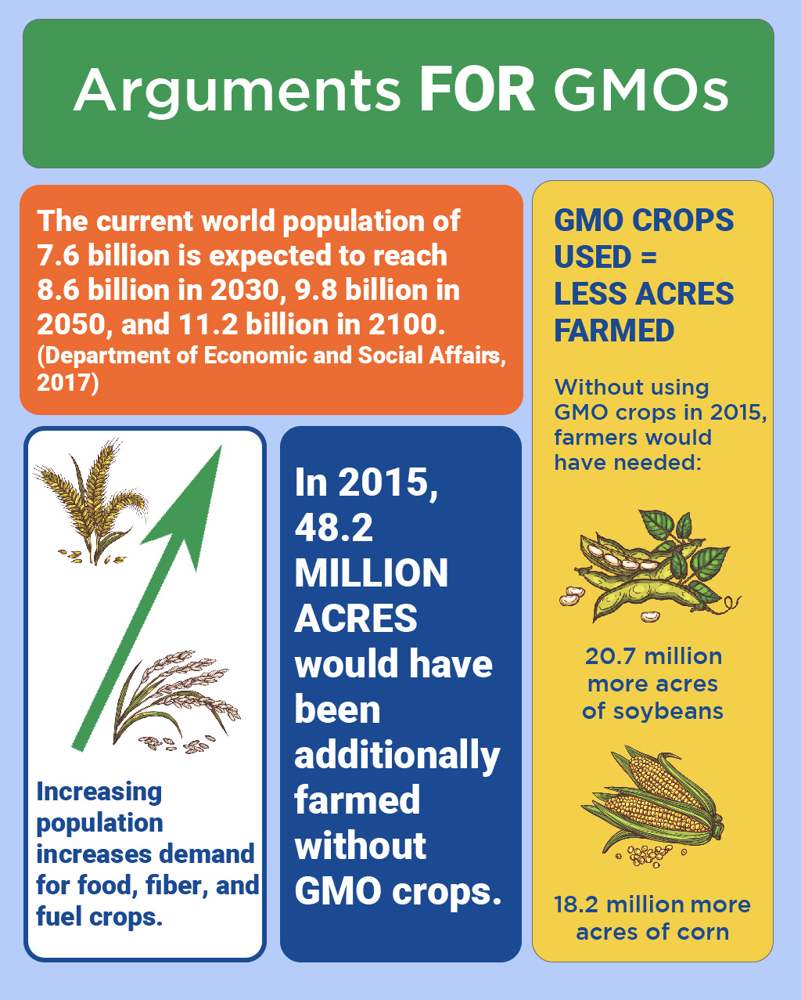 Arguments FOR GMOs
The current world population of
7.6 billion is expected to reach
8.6 billion in 2030, 9.8 billion in
2050, and 11.2 billion in 2100.
(Department of Economic and Social Affairs,
2017)
Increasing
population
increases demand
for food, fiber, and
fuel crops.
In 2015,
48.2
MILLION
ACRES
would have
been
additionally
farmed
without
GMO crops.
GMO CROPS
USED =
LESS ACRES
FARMED
Without using
GMO crops in 2015,
farmers would
have needed:
20.7 million
more acres
of soybeans
18.2 million more
acres of corn